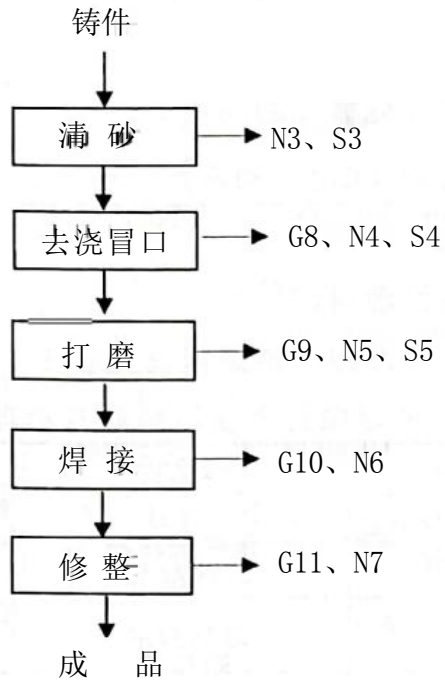 铸件
清 砂
N3、S3
去浇冒口
G8、N4、S4
打 磨
G9、N5、S5
焊 接
G10、N6
修 整
G11、N7
成 品